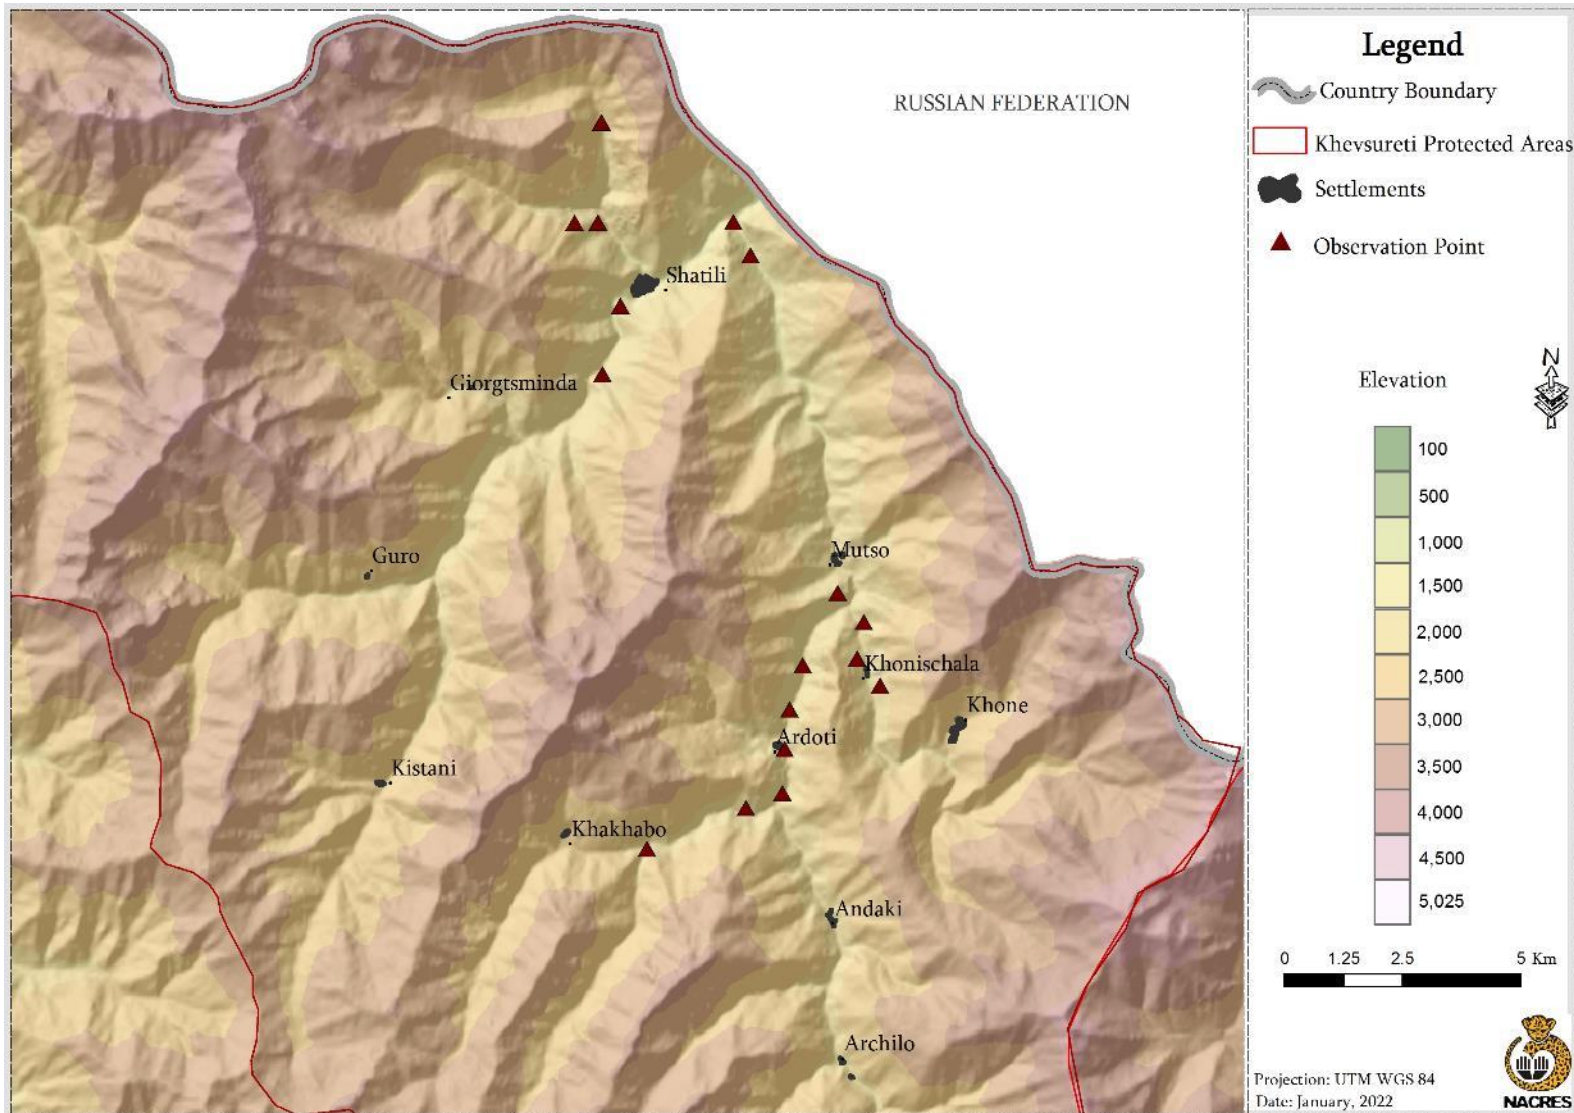 RUSSIAN FEDERATION
Shatili
Giorgtsminda
Guro
Mutso
Khonischala
Khone
Ardoti
Kistani
Khakhabo
Andaki
Archilo
Legend
Country Boundary
Khevsureti Protected Areas
Settlements
Observation Point
N
Elevation
100
500
1,000
1,500
2,000
2,500
3,000
3,500
4,000
4,500
5,025
0 1.25 2.5 5 Km
Projection: UTM WGS 84
Date: January, 2022
NACRES